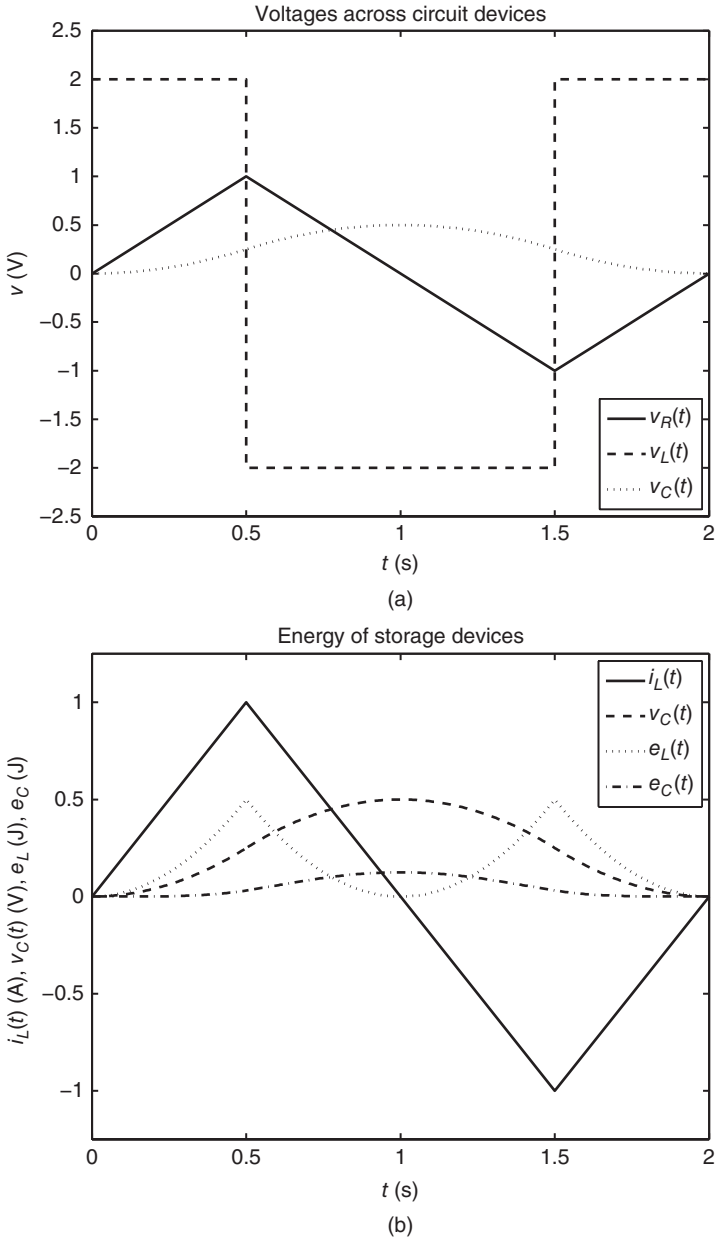 Voltages across circuit devices
2.5
2
1.5
1
0.5
0
−0.5
−1
−1.5
−2
−2.5
v (V)
v_R(t)
v_L(t)
v_C(t)
0 0.5 1 1.5 2
t (s)
(a)
Energy of storage devices
1
0.5
0
−0.5
−1
i_L(t) (A), v_C(t) (V), e_L (J), e_C (J)
i_L(t)
v_C(t)
e_L(t)
e_C(t)
0 0.5 1 1.5 2
t (s)
(b)